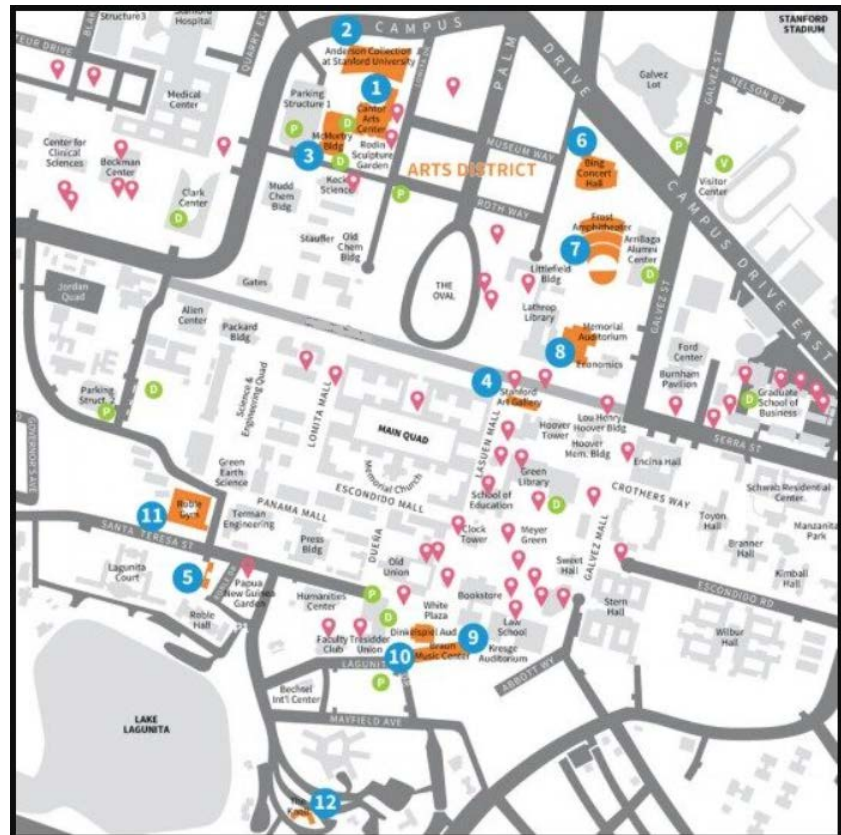 Structure 3
Stanford
Hospital
QUARRY EX
2
CAMPUS
DRIVE
STANFORD
STADIUM
Anderson Collection
at Stanford University
PALM
Galvez
Lot
GALVEZ ST
NELSON RD
Medical
Center
Parking
Structure 1
1
Cantor
Arts
Center
P
D
McMurtry
Bldg
3
D
Rodin
Sculpture
Garden
MUSEUM WAY
6
Bing
Concert
Hall
P
V
Visitor
Center
Center for
Clinical
Sciences
Beckman
Center
ARTS DISTRICT
Keck
Science
P
Mudd
Chem
Bldg
Clark
Center
D
ROTH WAY
CAMPUS DRIVE EAST
Frost
Amphitheater
7
Arrillaga
Alumni
Center
D
Stauffer
Old
Chem
Bldg
Littlefield
Bldg
THE
OVAL
Gates
Jordan
Quad
Allen
Center
Packard
Bldg
Lathrop
Library
Memorial
Auditorium
8
Economics
GALVEZ ST
Ford
Center
Burnham
Pavilion
Science &
Engineering Quad
LOMITA MALL
4
Stanford
Art Gallery
Graduate
School of
Business
D
Parking
Struct. 2
P
D
MAIN QUAD
LASUEN MALL
Hoover
Tower
Lou Henry
Hoover Bldg
Hoover
Mem. Bldg
SERRA ST
GOVERNOR'S AVE
Memorial Church
Encina Hall
Green
Earth
Science
ESCONDIDO MALL
Green
Library
CROTHERS WAY
Schwab Residential
Center
School of
Education
D
11
Roble
Gym
PANAMA MALL
Terman
Engineering
Toyon
Hall
Manzanita
Park
SANTA TERESA ST
Press
Bldg
DUEÑA
Clock
Tower
Meyer
Green
GALVEZ MALL
Branner
Hall
Lagunita
Court
5
Papua
New Guinea
Garden
Old
Union
Sweet
Hall
Kimball
Hall
ESCONDIDO RD
Roble
Hall
Humanities
Center
P
D
White
Plaza
Bookstore
Stern
Hall
Wilbur
Hall
Faculty
Club
Tresidder
Union
Dinkelspiel Aud
9
Law
School
Braun
Music Center
Kresge
Auditorium
10
P
ABBOTT WY
Bechtel
Int'l Center
MAYFIELD AVE
LAKE
LAGUNITA
12